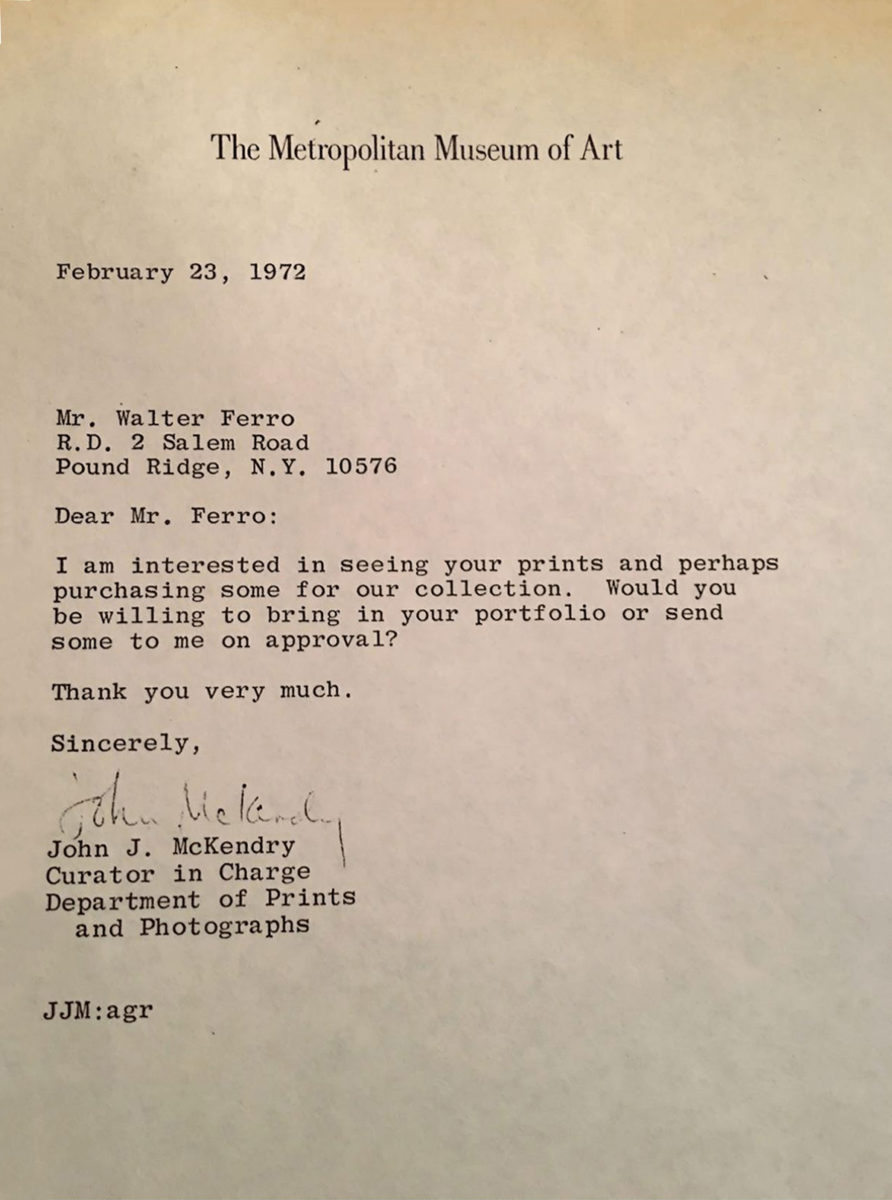 The Metropolitan Museum of Art
February 23, 1972
Mr. Walter Ferro
R.D. 2 Salem Road
Pound Ridge, N.Y. 10576
Dear Mr. Ferro:
I am interested in seeing your prints and perhaps
purchasing some for our collection. Would you
be willing to bring in your portfolio or send
some to me on approval?
Thank you very much.
Sincerely,
John McKendry
John J. McKendry
Curator in Charge
Department of Prints
and Photographs
JJM:agr